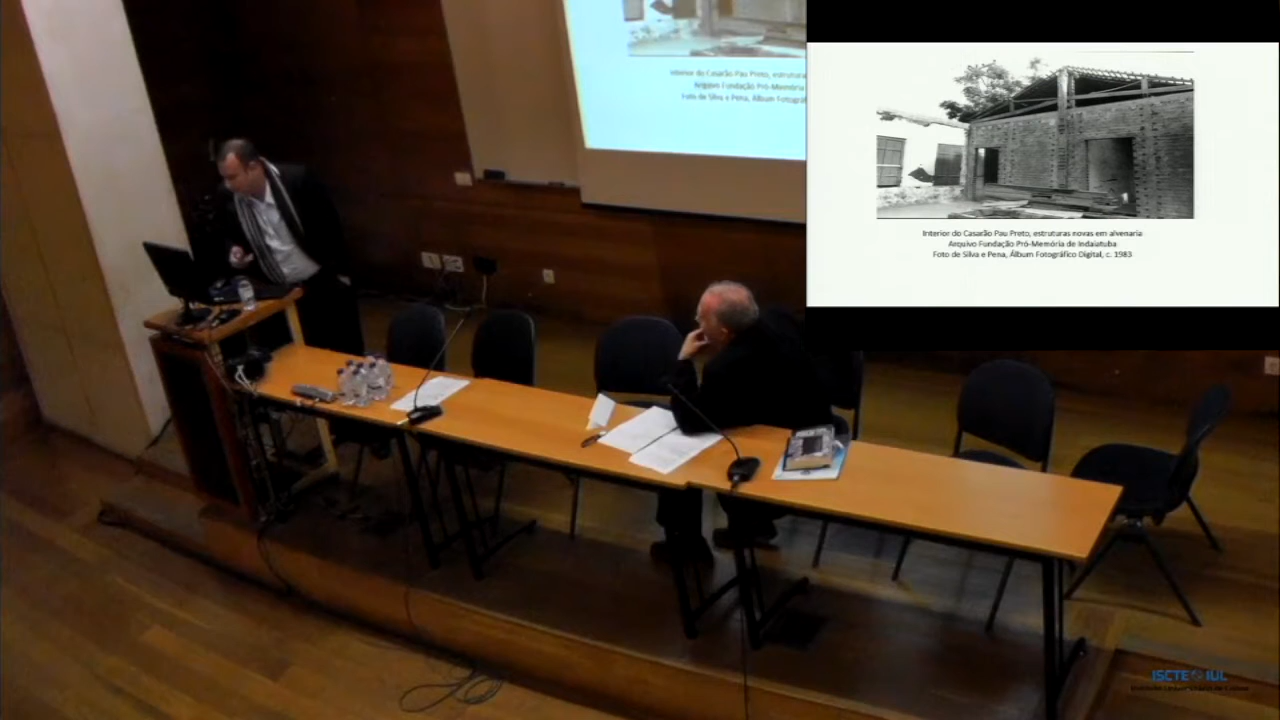 Interior do Casarão Pau Preto, estruturas
Arquivo Fundação Pró-Memória
Foto de Silva e Pena, Álbum Fotográf
Interior do Casarão Pau Preto, estruturas novas em alvenaria
Arquivo Fundação Pró-Memória de Indaiatuba
Foto de Silva e Pena, Álbum Fotográfico Digital, c. 1983
ISCTE IUL